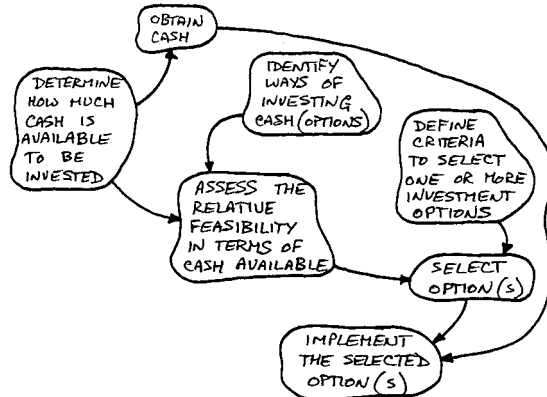 OBTAIN
CASH
DETERMINE
HOW MUCH
CASH IS
AVAILABLE
TO BE
INVESTED
IDENTIFY
WAYS OF
INVESTING
CASH (OPTIONS)
DEFINE
CRITERIA
TO SELECT
ONE OR MORE
INVESTMENT
OPTIONS
ASSESS THE
RELATIVE
FEASIBILITY
IN TERMS OF
CASH AVAILABLE
SELECT
OPTION (S)
IMPLEMENT
THE SELECTED
OPTION (S)